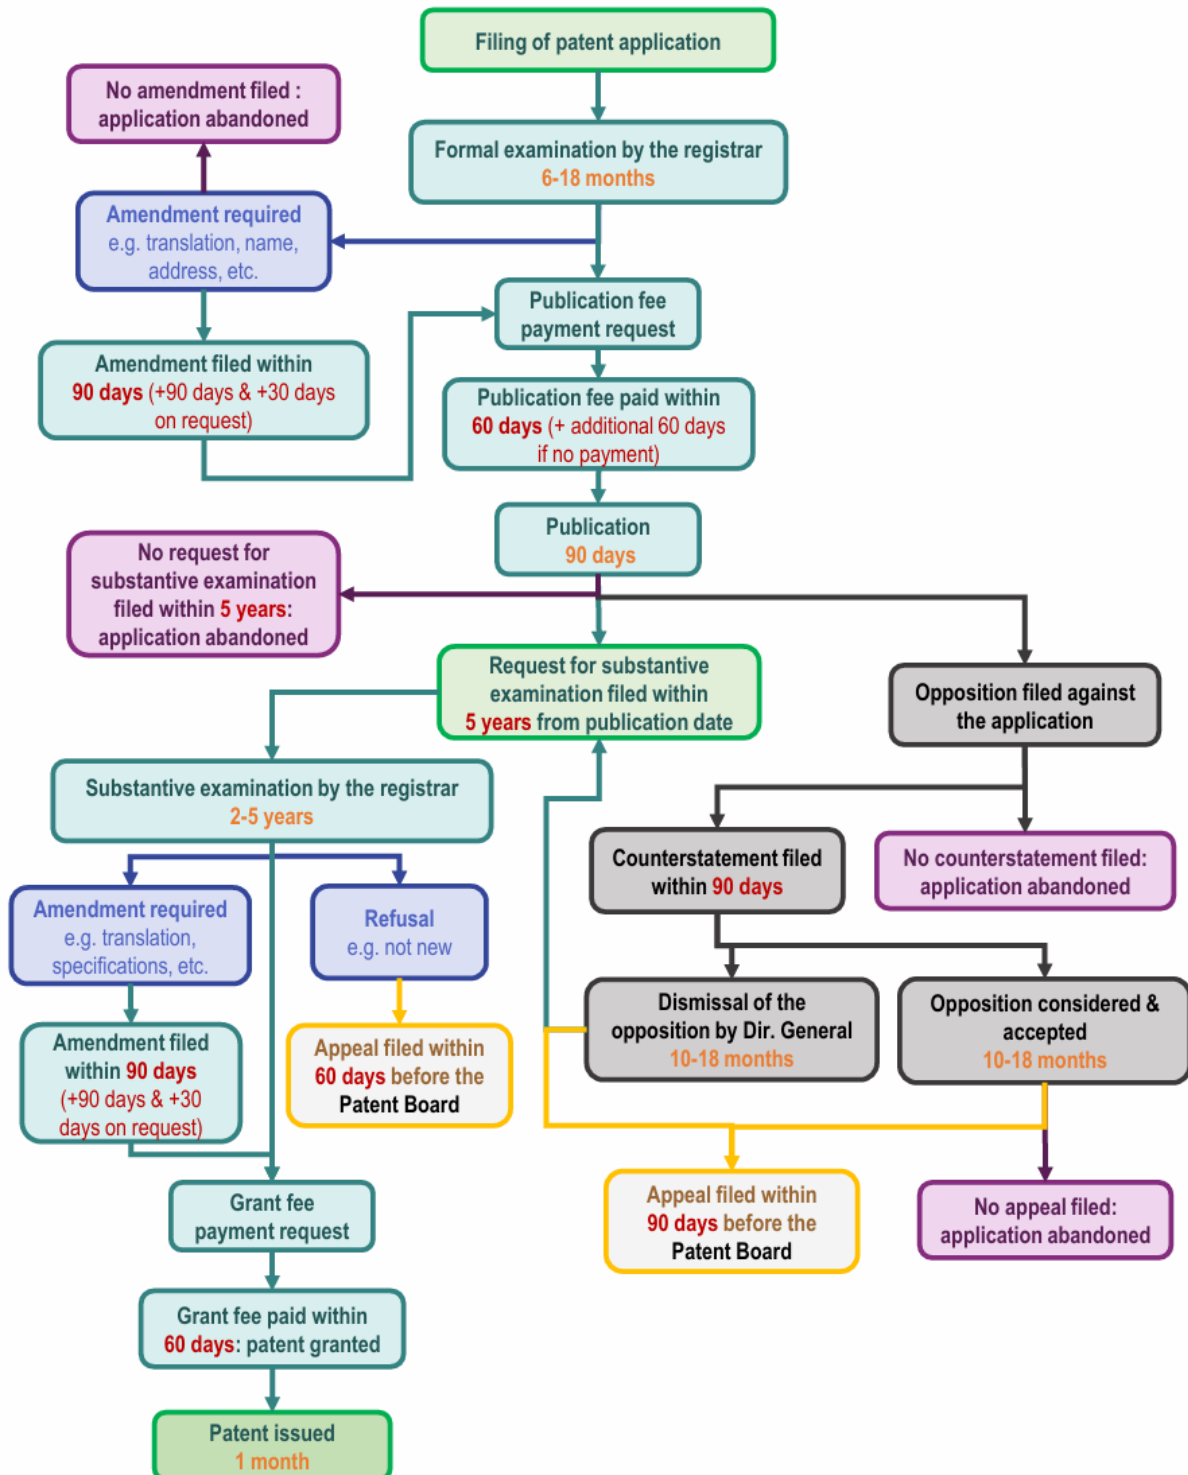 Filing of patent application
No amendment filed :
application abandoned
Formal examination by the registrar
6-18 months
Amendment required
e.g. translation, name,
address, etc.
Publication fee
payment request
Amendment filed within
90 days (+90 days & +30 days
on request)
Publication fee paid within
60 days (+ additional 60 days
if no payment)
Publication
90 days
No request for
substantive examination
filed within 5 years:
application abandoned
Request for substantive
examination filed within
5 years from publication date
Opposition filed against
the application
Substantive examination by the registrar
2-5 years
Counterstatement filed
within 90 days
No counterstatement filed:
application abandoned
Amendment required
e.g. translation,
specifications, etc.
Refusal
e.g. not new
Dismissal of the
opposition by Dir. General
10-18 months
Opposition considered &
accepted
10-18 months
Amendment filed
within 90 days
(+90 days & +30
days on request)
Appeal filed within
60 days before the
Patent Board
Grant fee
payment request
Appeal filed within
90 days before the
Patent Board
No appeal filed:
application abandoned
Grant fee paid within
60 days: patent granted
Patent issued
1 month